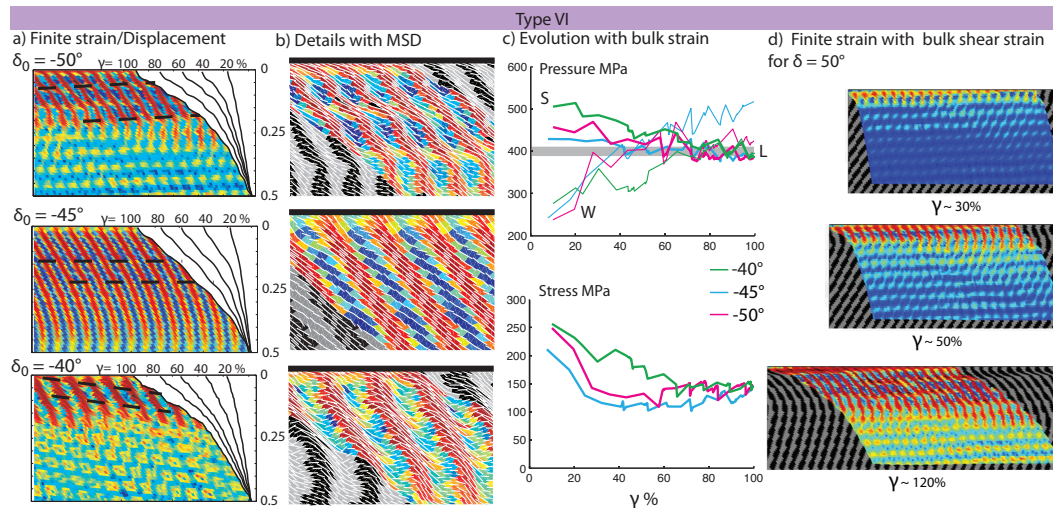 Type VI
a) Finite strain/Displacement
b) Details with MSD
c) Evolution with bulk strain
d) Finite strain with bulk shear strain
for δ = 50°
δ0 = -50°
γ= 100 80 60 40 20 %
0
0.25
0.5
δ0 = -45°
γ= 100 80 60 40 20 %
0
0.25
0.5
δ0 = -40°
γ= 100 80 60 40 20 %
0
0.25
0.5
Pressure MPa
600
500
400
300
200
S
W
L
0 20 40 60 80 100
-40°
-45°
-50°
Stress MPa
300
250
200
150
100
50
0
0 20 40 60 80 100
γ %
γ~ 30%
γ~ 50%
γ~ 120%